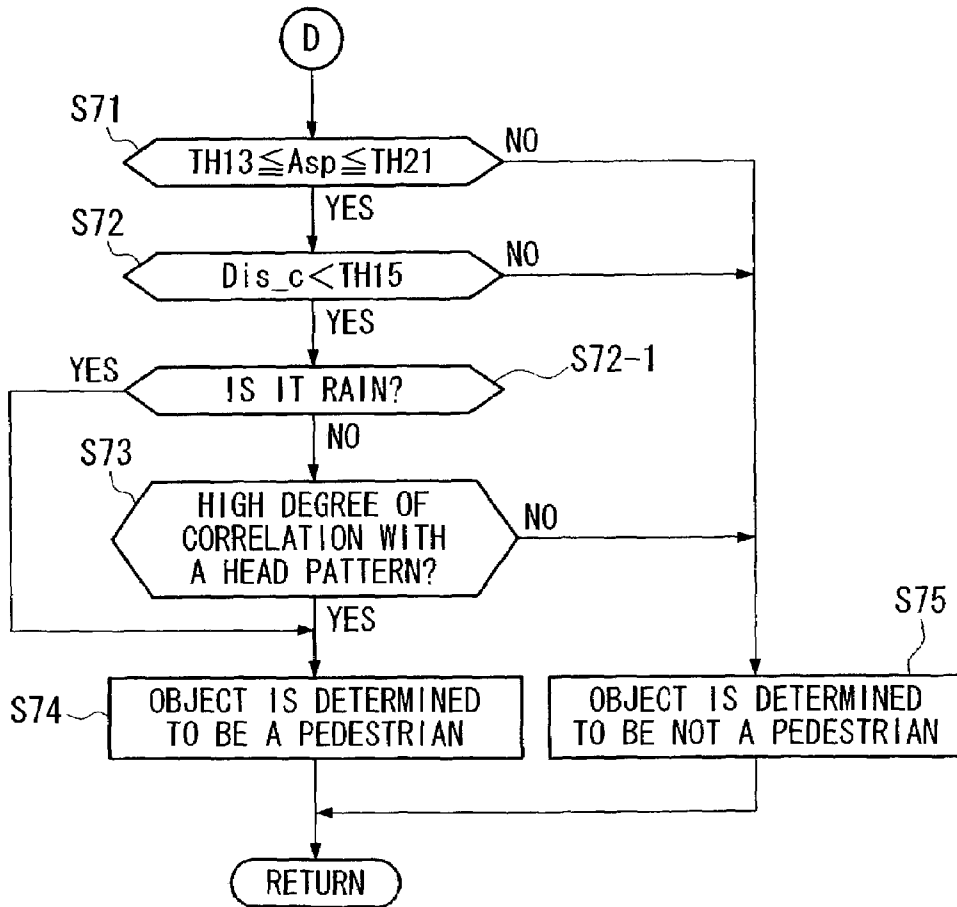 D
S71
TH13≦Asp≦TH21
NO
YES
S72
Dis_c<TH15
NO
YES
YES
IS IT RAIN?
S72-1
NO
S73
HIGH DEGREE OF
CORRELATION WITH
A HEAD PATTERN?
NO
YES
S75
S74
OBJECT IS DETERMINED
TO BE A PEDESTRIAN
OBJECT IS DETERMINED
TO BE NOT A PEDESTRIAN
RETURN